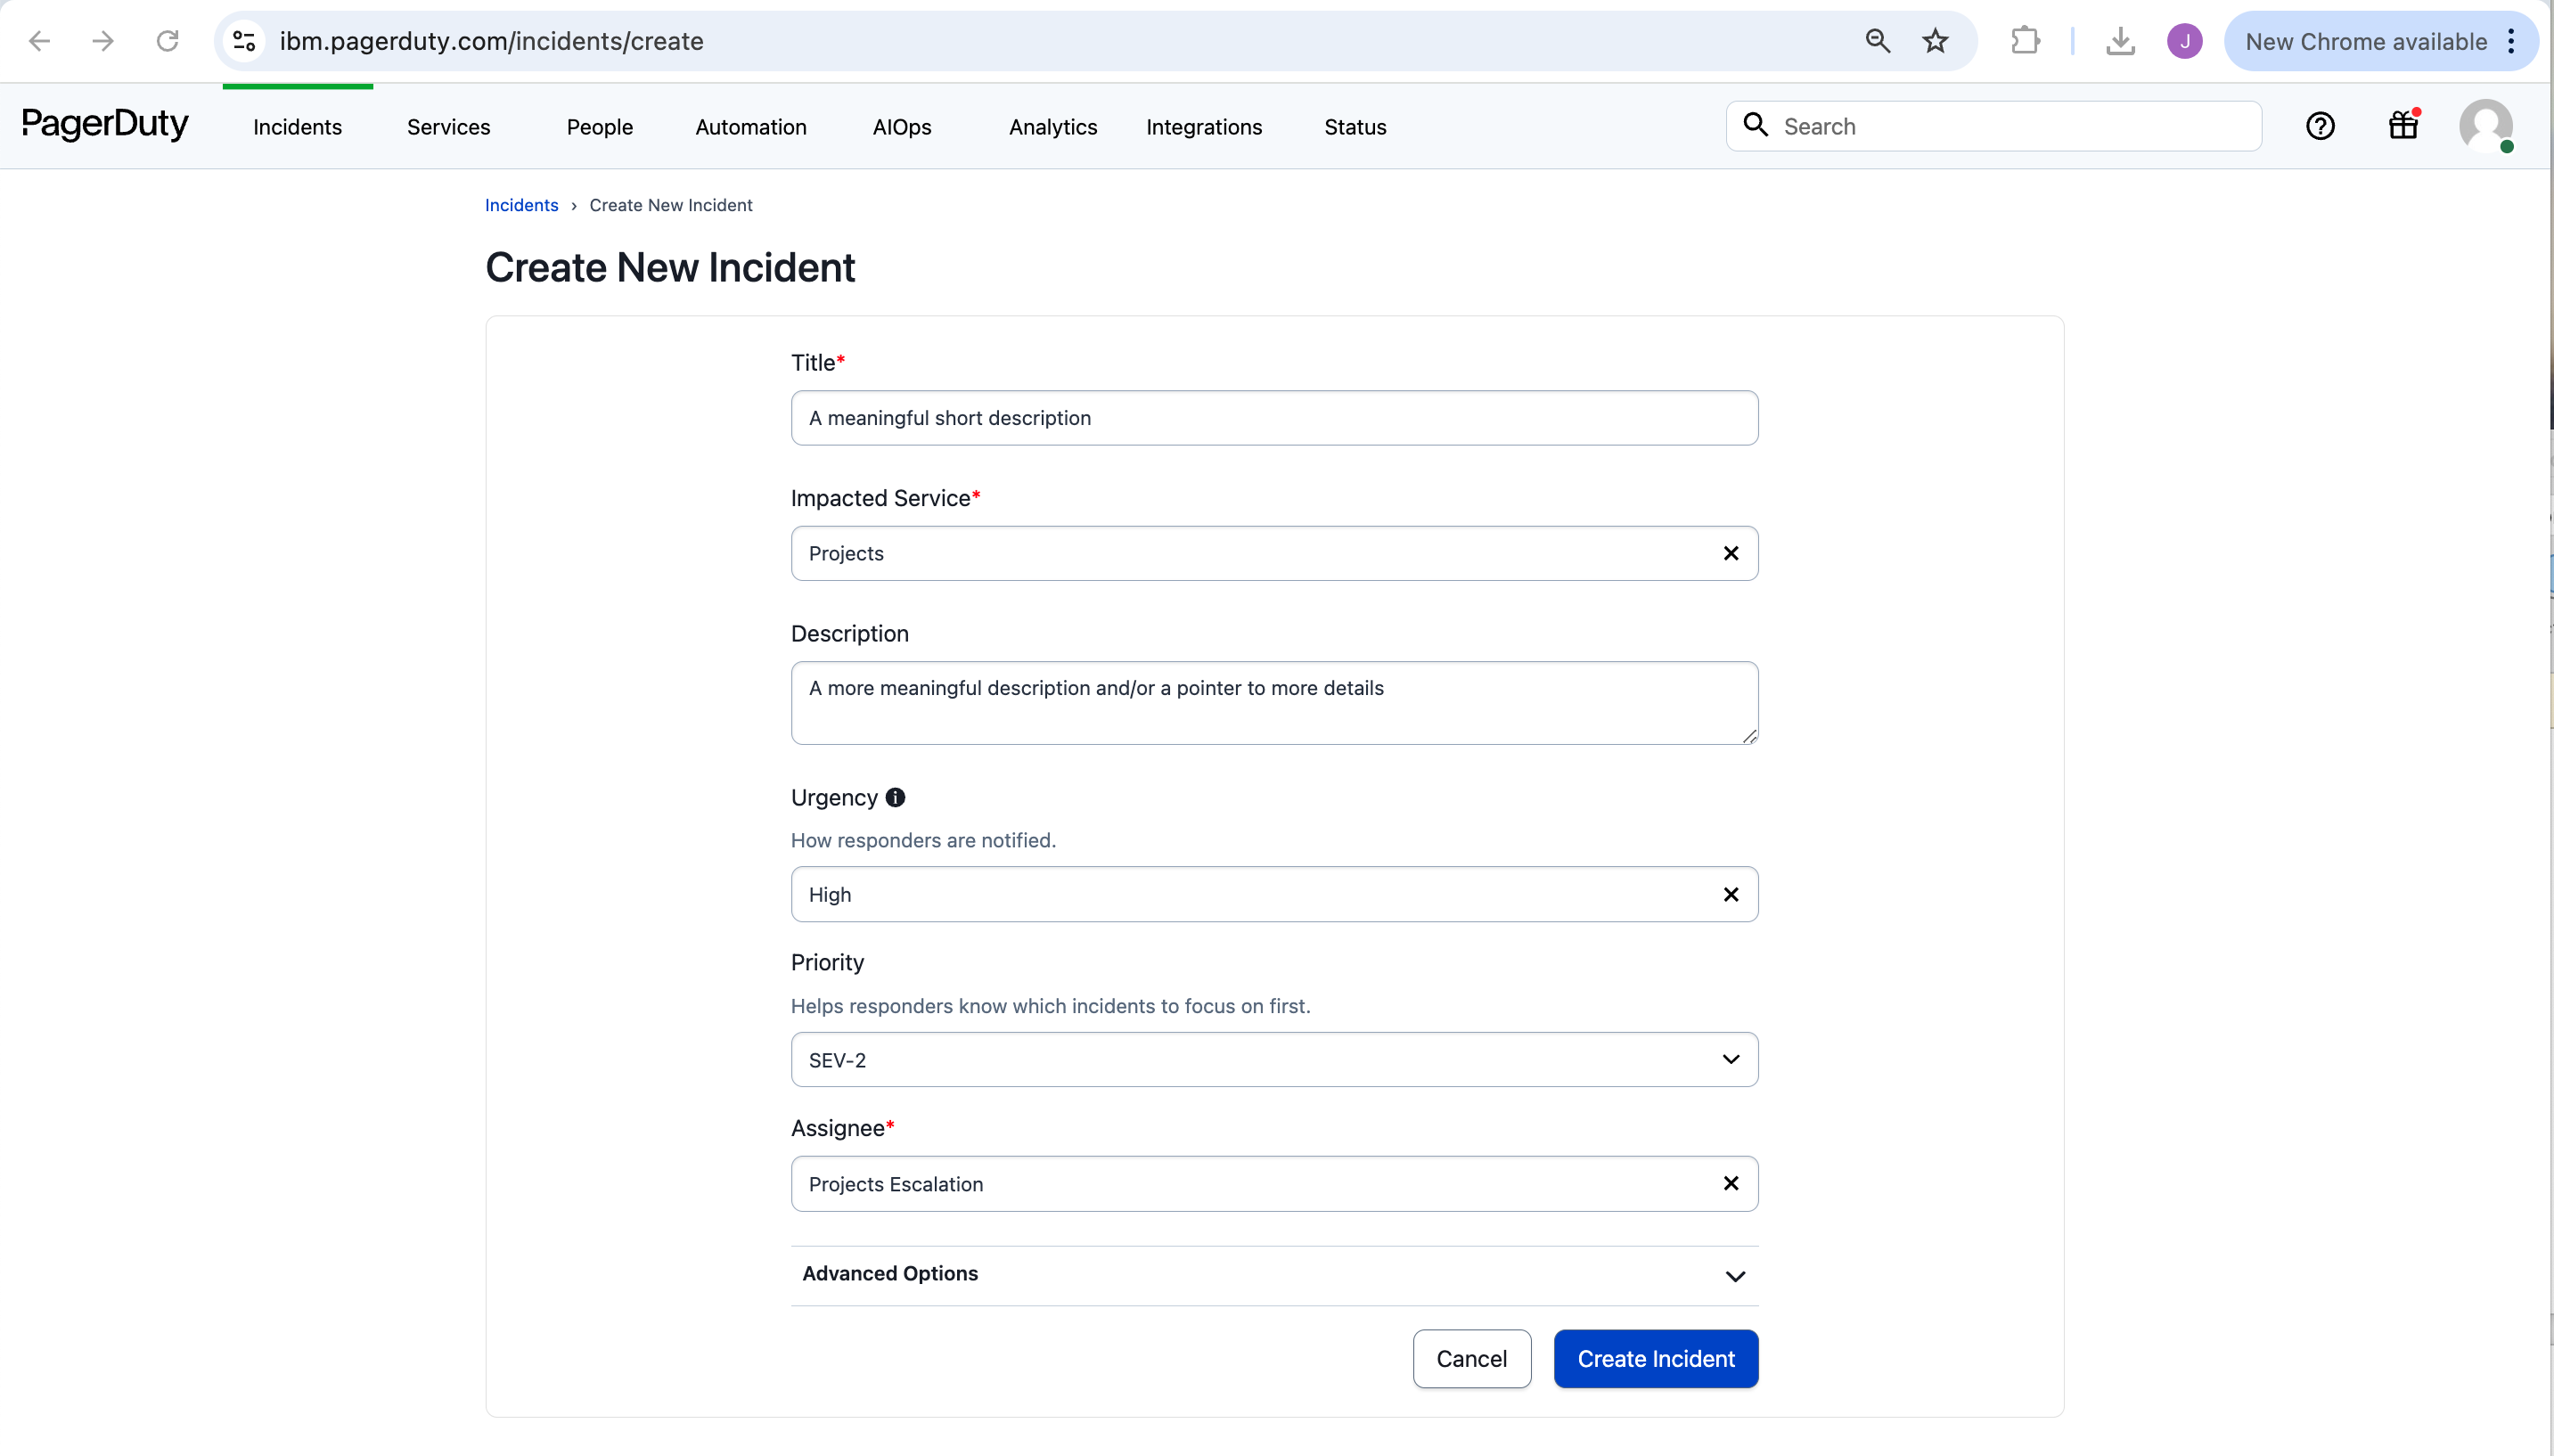 ibm.pagerduty.com/incidents/create
J
New Chrome available
PagerDuty
Incidents
Services
People
Automation
AIOps
Analytics
Integrations
Status
Search
Incidents › Create New Incident
Create New Incident
Title*
A meaningful short description
Impacted Service*
Projects
Description
A more meaningful description and/or a pointer to more details
Urgency
How responders are notified.
High
Priority
Helps responders know which incidents to focus on first.
SEV-2
Assignee*
Projects Escalation
Advanced Options
Cancel
Create Incident